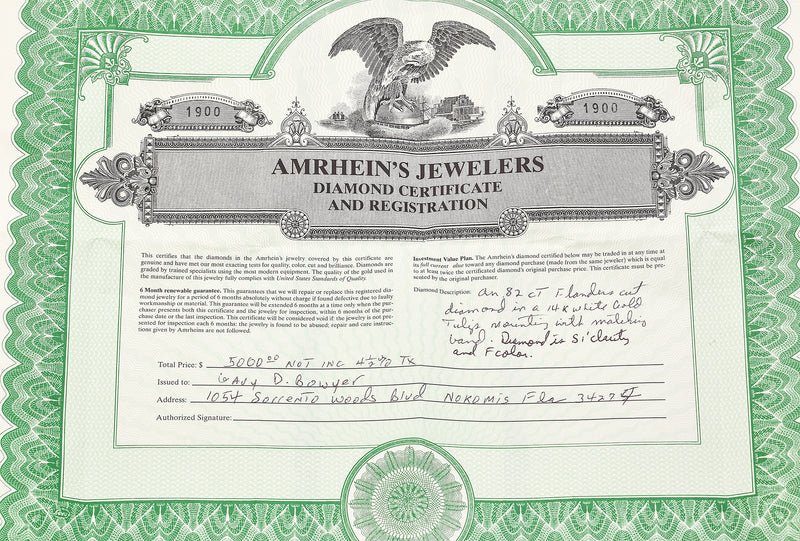 1900
1900
AMRHEIN'S JEWELERS
DIAMOND CERTIFICATE
AND REGISTRATION
This certifies that the diamonds in the Amrhein's jewelry covered by this certificate are
genuine and have met our most exacting tests for quality, color, cut and brilliance. Diamonds are
graded by trained specialists using the most modern equipment. The quality of the gold used in
the manufacture of this jewelry fully complies with United States Standards of Quality.
6 Month renewable guarantee. This guarantees that we will repair or replace this registered dia-
mond jewelry for a period of 6 months absolutely without charge if found defective due to faulty
workmanship or material. This guarantee will be extended 6 months at a time only when the pur-
chaser presents both this certificate and the jewelry for inspection, within 6 months of the pur-
chase date or the last inspection. This certificate will be considered void if: the jewelry is not pre-
sented for inspection each 6 months; the jewelry is found to be abused; repair and care instruc-
tions given by Amrheins are not followed.
Investment Value Plan. The Amrhein's diamond certified below may be traded in at any time at
its full current value toward any diamond purchase (made from the same jeweler) which is equal
to at least twice the certificated diamond's original purchase price. This certificate must be pre-
sented by the original purchaser.
Diamond Description: An 82 cT Flanders cut
diamond in a 14K White Gold
Tulip Mounting with matching
band. Diamond is SI' clarity
and F color.
Total Price: $ 5000.00 NOT INC 4½% TX
Issued to: Gary D. Bowyer
Address: 1054 Sorrento Woods Blvd Nokomis Fla 34275
Authorized Signature: